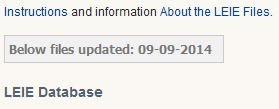 Instructions and information About the LEIE Files.
Below files updated: 09-09-2014
LEIE Database